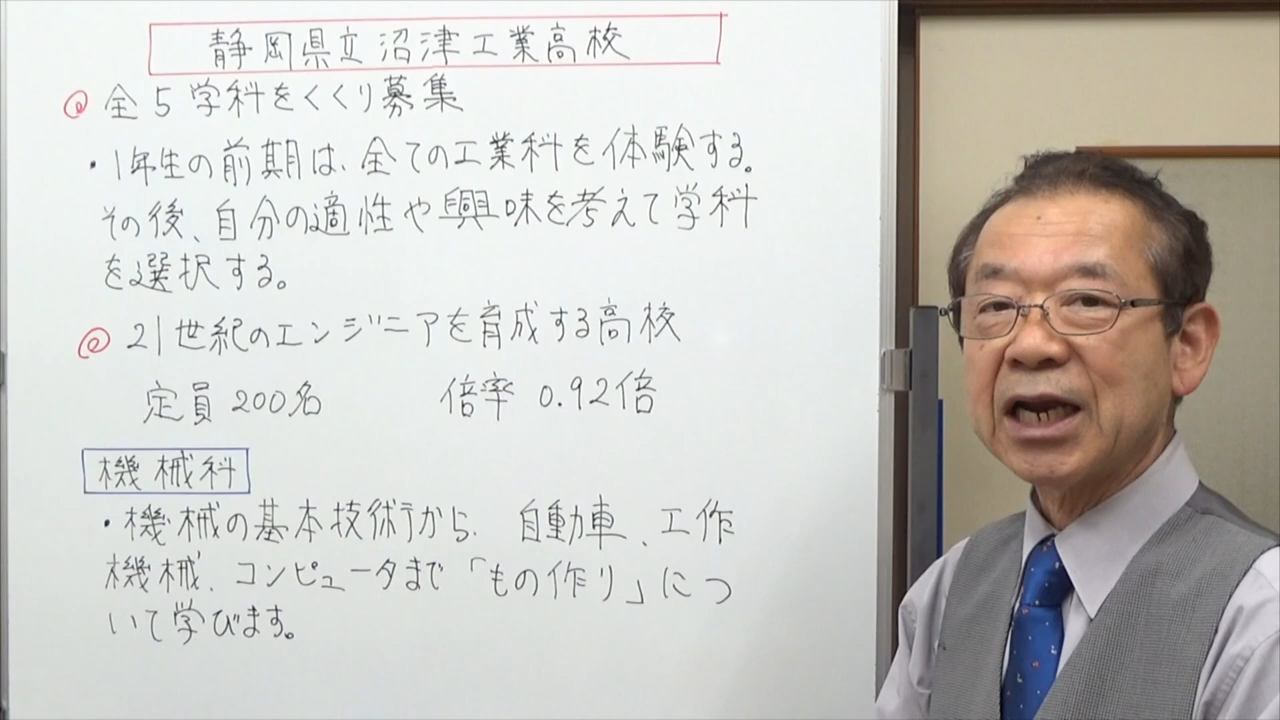 静岡県立沼津工業高校
@ 全5学科をくくり募集
・1年生の前期は、全ての工業科を体験する。
その後、自分の適性や興味を考えて学科
を選択する。
@ 21世紀のエンジニアを育成する高校
定員 200名 倍率 0.92倍
機械科
・機械の基本技術から、自動車、工作
機械、コンピュータまで「もの作り」につ
いて学びます。